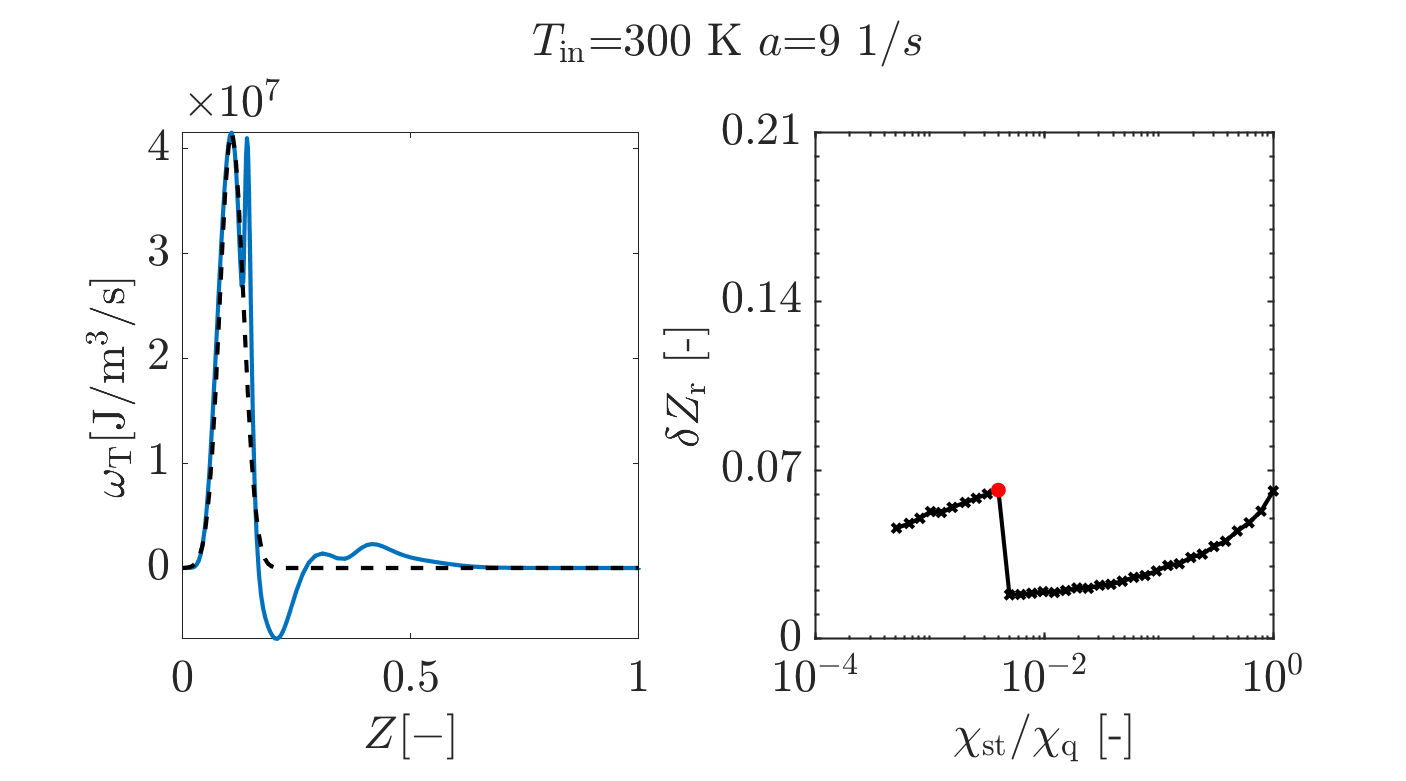 T_in=300 K a=9 1/s
×10^7
4
3
2
1
0
ω_T[J/m^3/s]
0 0.5 1
Z[−]
0.21
0.14
0.07
0
δZ_r [-]
10^−4 10^−2 10^0
χ_st/χ_q [-]